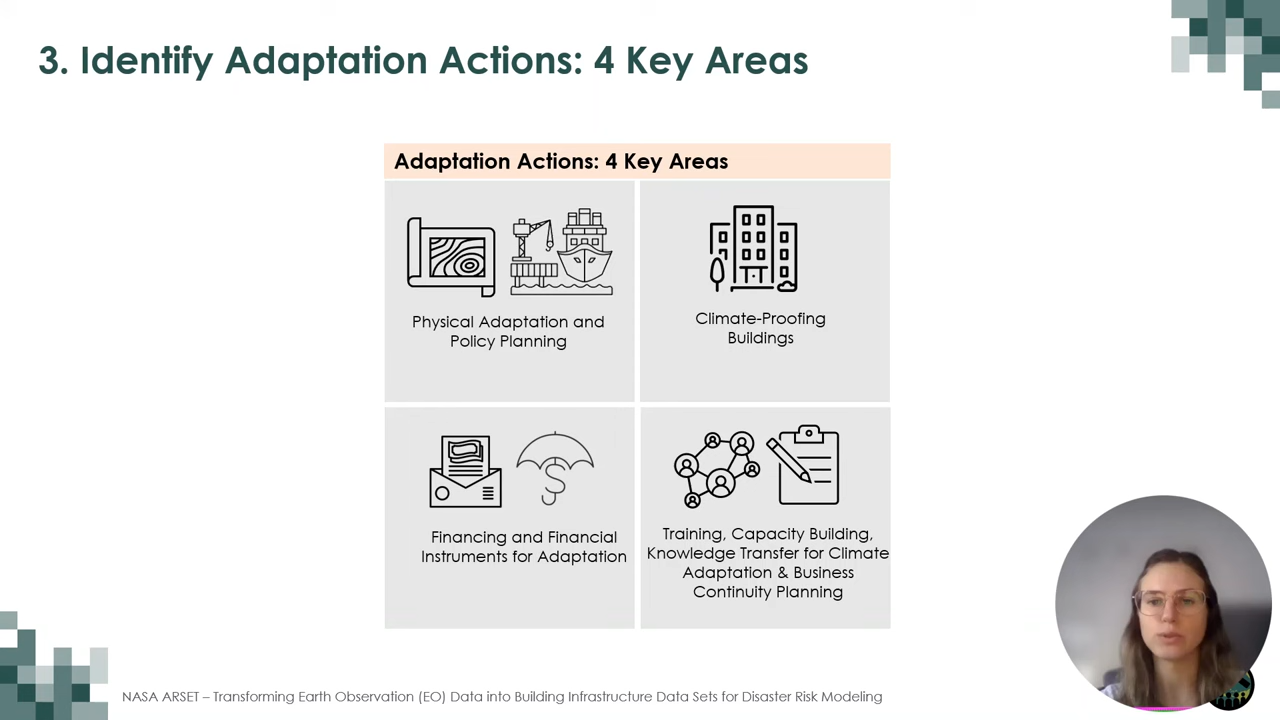 3. Identify Adaptation Actions: 4 Key Areas
Adaptation Actions: 4 Key Areas
Physical Adaptation and
Policy Planning
Climate-Proofing
Buildings
Financing and Financial
Instruments for Adaptation
Training, Capacity Building,
Knowledge Transfer for Climate
Adaptation & Business
Continuity Planning
NASA ARSET – Transforming Earth Observation (EO) Data into Building Infrastructure Data Sets for Disaster Risk Modeling